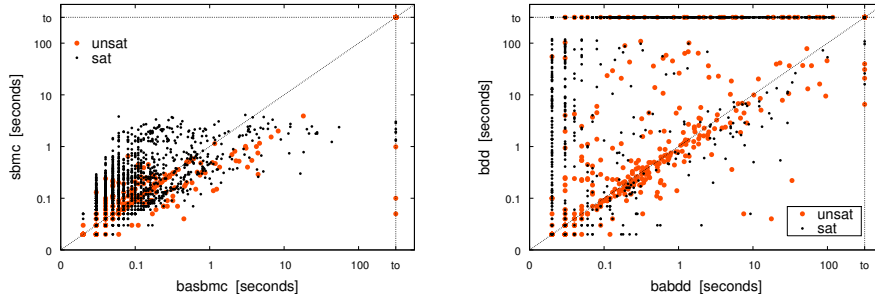 to
100
10
1
0.1
0
sbmc [seconds]
unsat
sat
0
0.1
1
10
100
to
basbmc [seconds]
to
100
10
1
0.1
0
bdd [seconds]
unsat
sat
0
0.1
1
10
100
to
babdd [seconds]